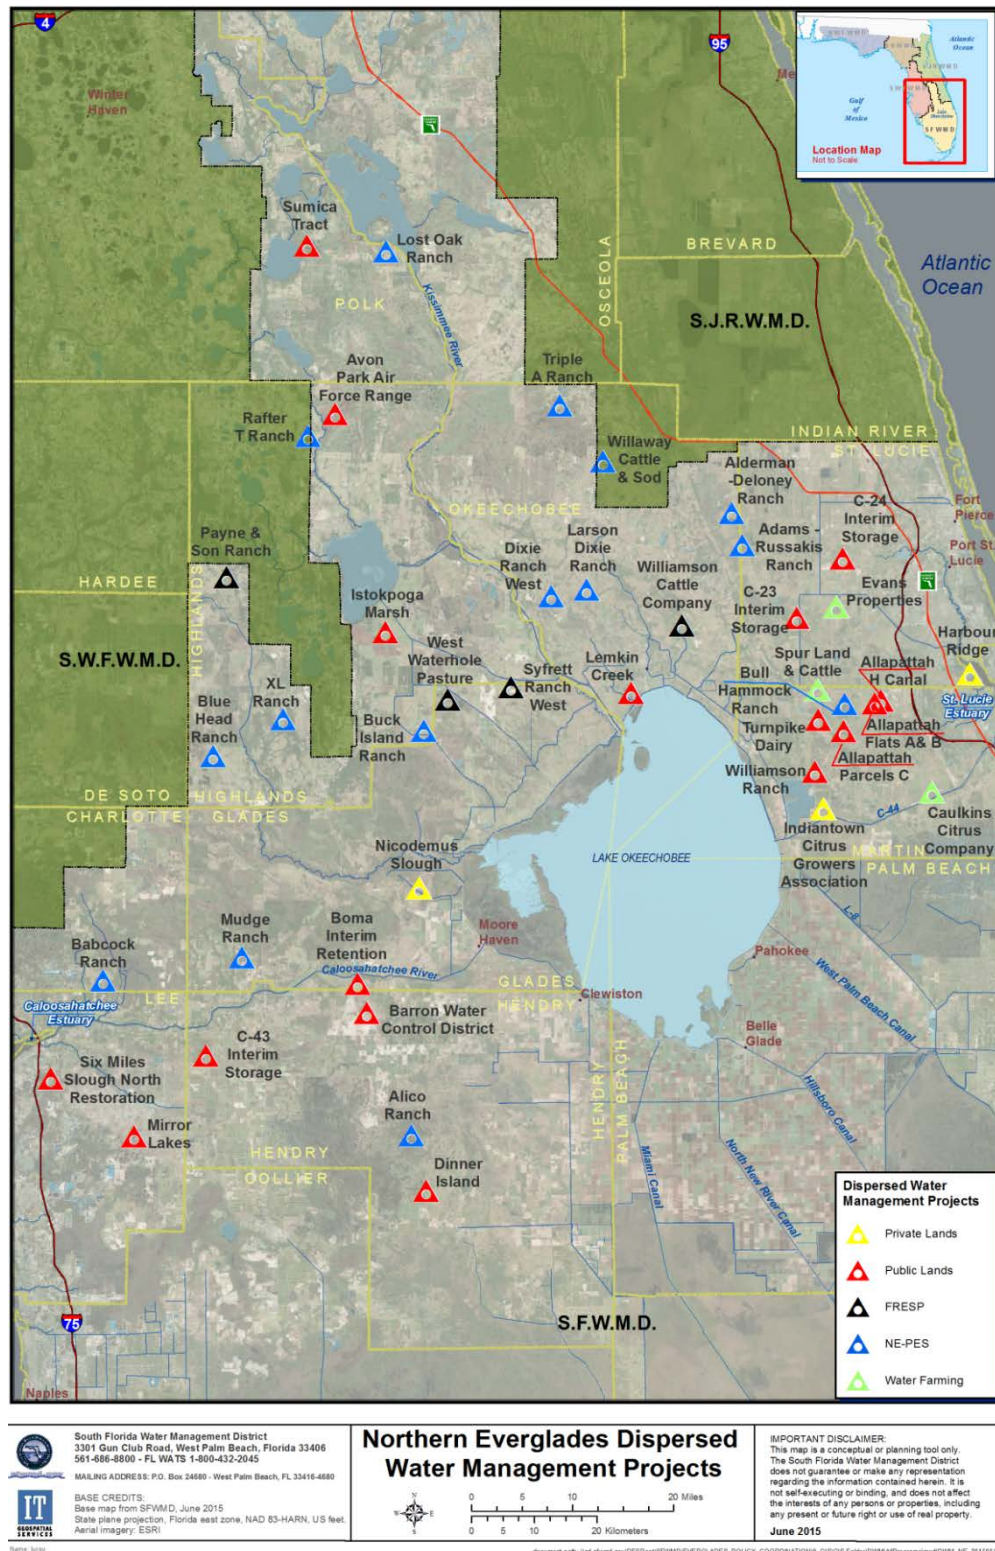 4
95
Winter
Haven
Me
Atlantic
Ocean
Gulf
of
Mexico
SFWMD
Location Map
Not to Scale
Sumica
Tract
Lost Oak
Ranch
BREVARD
OSCEOLA
Atlantic
Ocean
POLK
Kissimmee River
S.J.R.W.M.D.
Avon
Park Air
Force Range
Triple
A Ranch
Rafter
T Ranch
INDIAN RIVER
ST. LUCIE
Willaway
Cattle
& Sod
Alderman
-Deloney
Ranch
OKEECHOBEE
C-24
Interim
Storage
Fort
Pierce
Payne &
Son Ranch
Larson
Dixie
Ranch
Adams -
Russakis
Ranch
Port St.
Lucie
Dixie
Ranch
West
Williamson
Cattle
Company
HARDEE
HIGHLANDS
Istokpoga
Marsh
C-23
Interim
Storage
Evans
Properties
Harbour
Ridge
S.W.F.W.M.D.
West
Waterhole
Pasture
Syfrett
Ranch
West
Lemkin
Creek
Spur Land
& Cattle
Allapattah
H Canal
Bull
Hammock
Ranch
XL
Ranch
Blue
Head
Ranch
St. Lucie
Estuary
Buck
Island
Ranch
Turnpike
Dairy
Allapattah
Flats A& B
Allapattah
Parcels C
Williamson
Ranch
DE SOTO
HIGHLANDS
CHARLOTTE
GLADES
C-44
Caulkins
Citrus
Company
Indiantown
Citrus
Growers
Association
Nicodemus
Slough
LAKE OKEECHOBEE
MARTIN
PALM BEACH
Mudge
Ranch
Boma
Interim
Retention
Moore
Haven
L-8
Babcock
Ranch
Pahokee
Caloosahatchee River
West Palm Beach Canal
LEE
GLADES
HENDRY
Clewiston
Caloosahatchee
Estuary
Barron Water
Control District
Belle
Glade
C-43
Interim
Storage
Six Miles
Slough North
Restoration
Hillsboro Canal
HENDRY
PALM BEACH
Alico
Ranch
Mirror
Lakes
HENDRY
COLLIER
Dinner
Island
Miami Canal
North New River Canal
Dispersed Water
Management Projects
Private Lands
Public Lands
FRESP
NE-PES
Water Farming
S.F.W.M.D.
75
Naples
South Florida Water Management District
3301 Gun Club Road, West Palm Beach, Florida 33406
561-686-8800 - FL WATS 1-800-432-2045
MAILING ADDRESS: P.O. Box 24680 - West Palm Beach, FL 33416-4680
IT
GEOSPATIAL
SERVICES
BASE CREDITS:
Base map from SFWMD, June 2015
State plane projection, Florida east zone, NAD 83-HARN, US feet.
Aerial imagery: ESRI
Northern Everglades Dispersed
Water Management Projects
N
W E
S
0 5 10 20 Miles
0 5 10 20 Kilometers
IMPORTANT DISCLAIMER:
This map is a conceptual or planning tool only.
The South Florida Water Management District
does not guarantee or make any representation
regarding the information contained herein. It is
not self-executing or binding, and does not affect
the interests of any persons or properties, including
any present or future right or use of real property.
June 2015